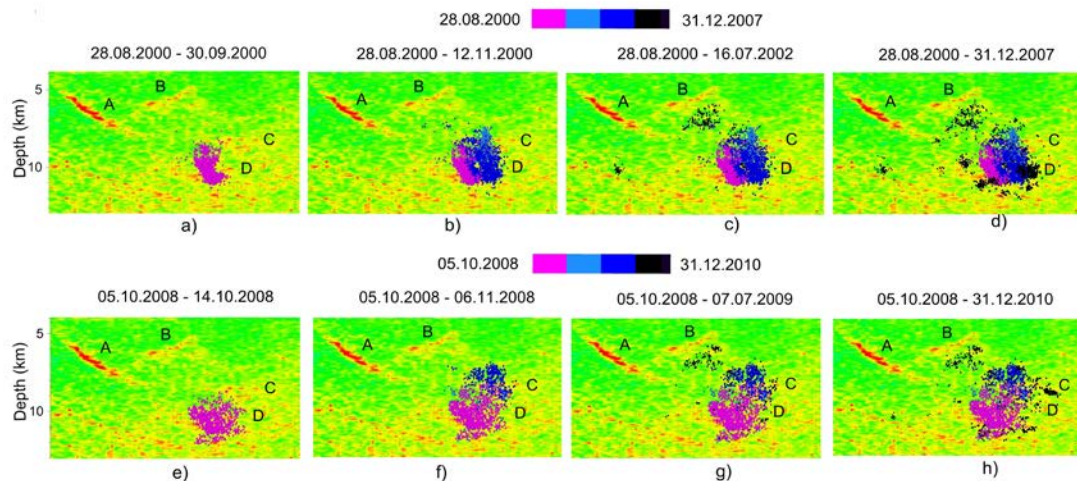 28.08.2000 31.12.2007
28.08.2000 - 30.09.2000 28.08.2000 - 12.11.2000 28.08.2000 - 16.07.2002 28.08.2000 - 31.12.2007
Depth (km)
5
10
A B C D
A B C D
A B C D
A B C D
a) b) c) d)
05.10.2008 31.12.2010
05.10.2008 - 14.10.2008 05.10.2008 - 06.11.2008 05.10.2008 - 07.07.2009 05.10.2008 - 31.12.2010
Depth (km)
5
10
A B C D
A B C D
A B C D
A B C D
e) f) g) h)